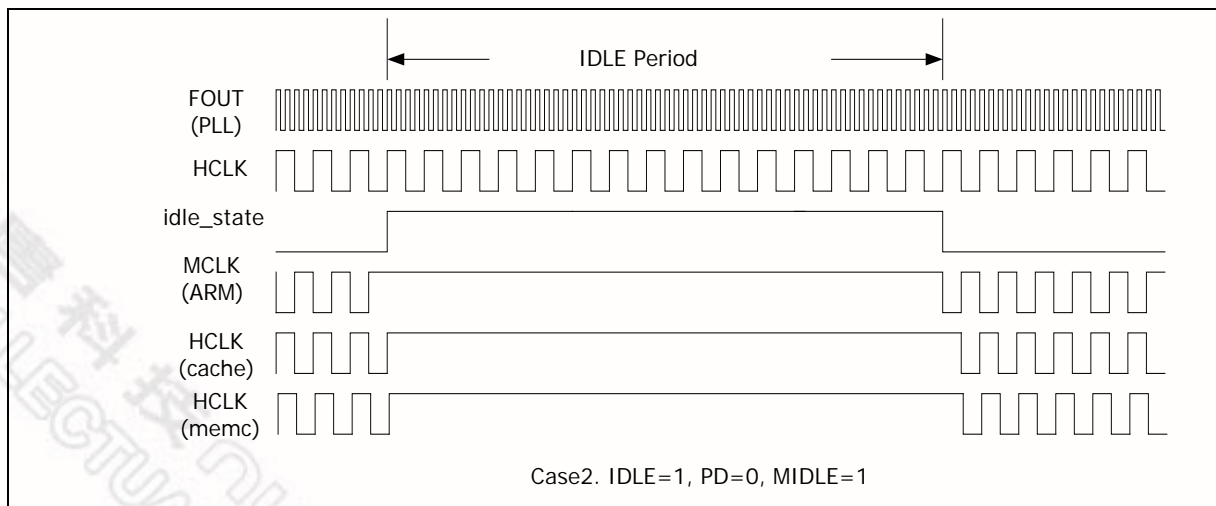 IDLE Period
FOUT
(PLL)
HCLK
idle_state
MCLK
(ARM)
HCLK
(cache)
HCLK
(memc)
Case2. IDLE=1, PD=0, MIDLE=1